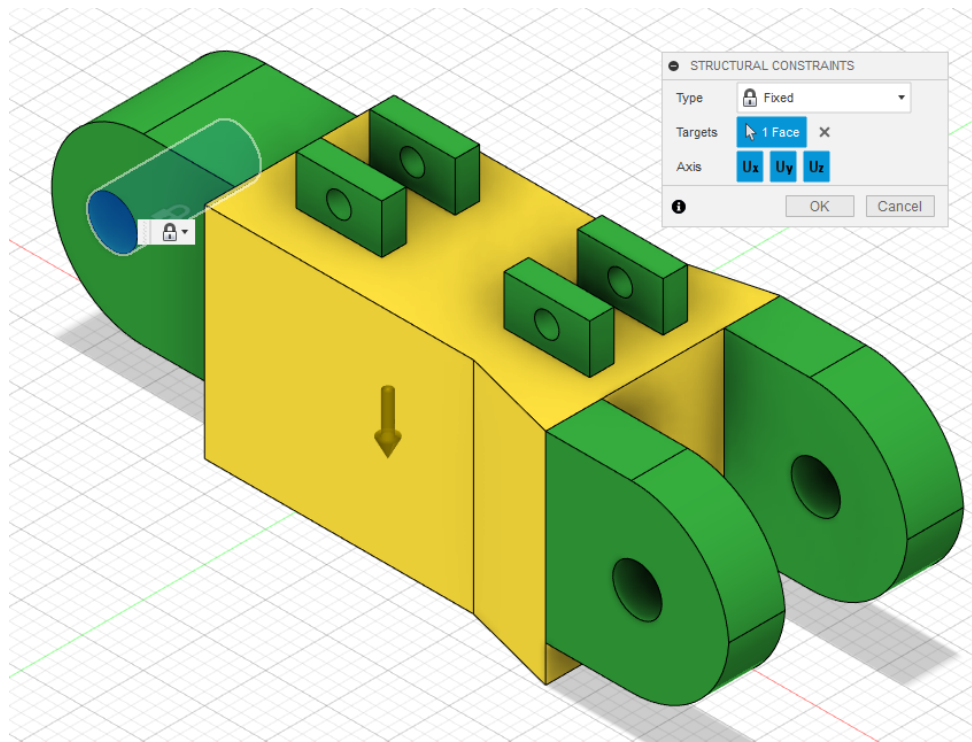 STRUCTURAL CONSTRAINTS
Type Fixed
Targets 1 Face
Axis Ux Uy Uz
OK Cancel